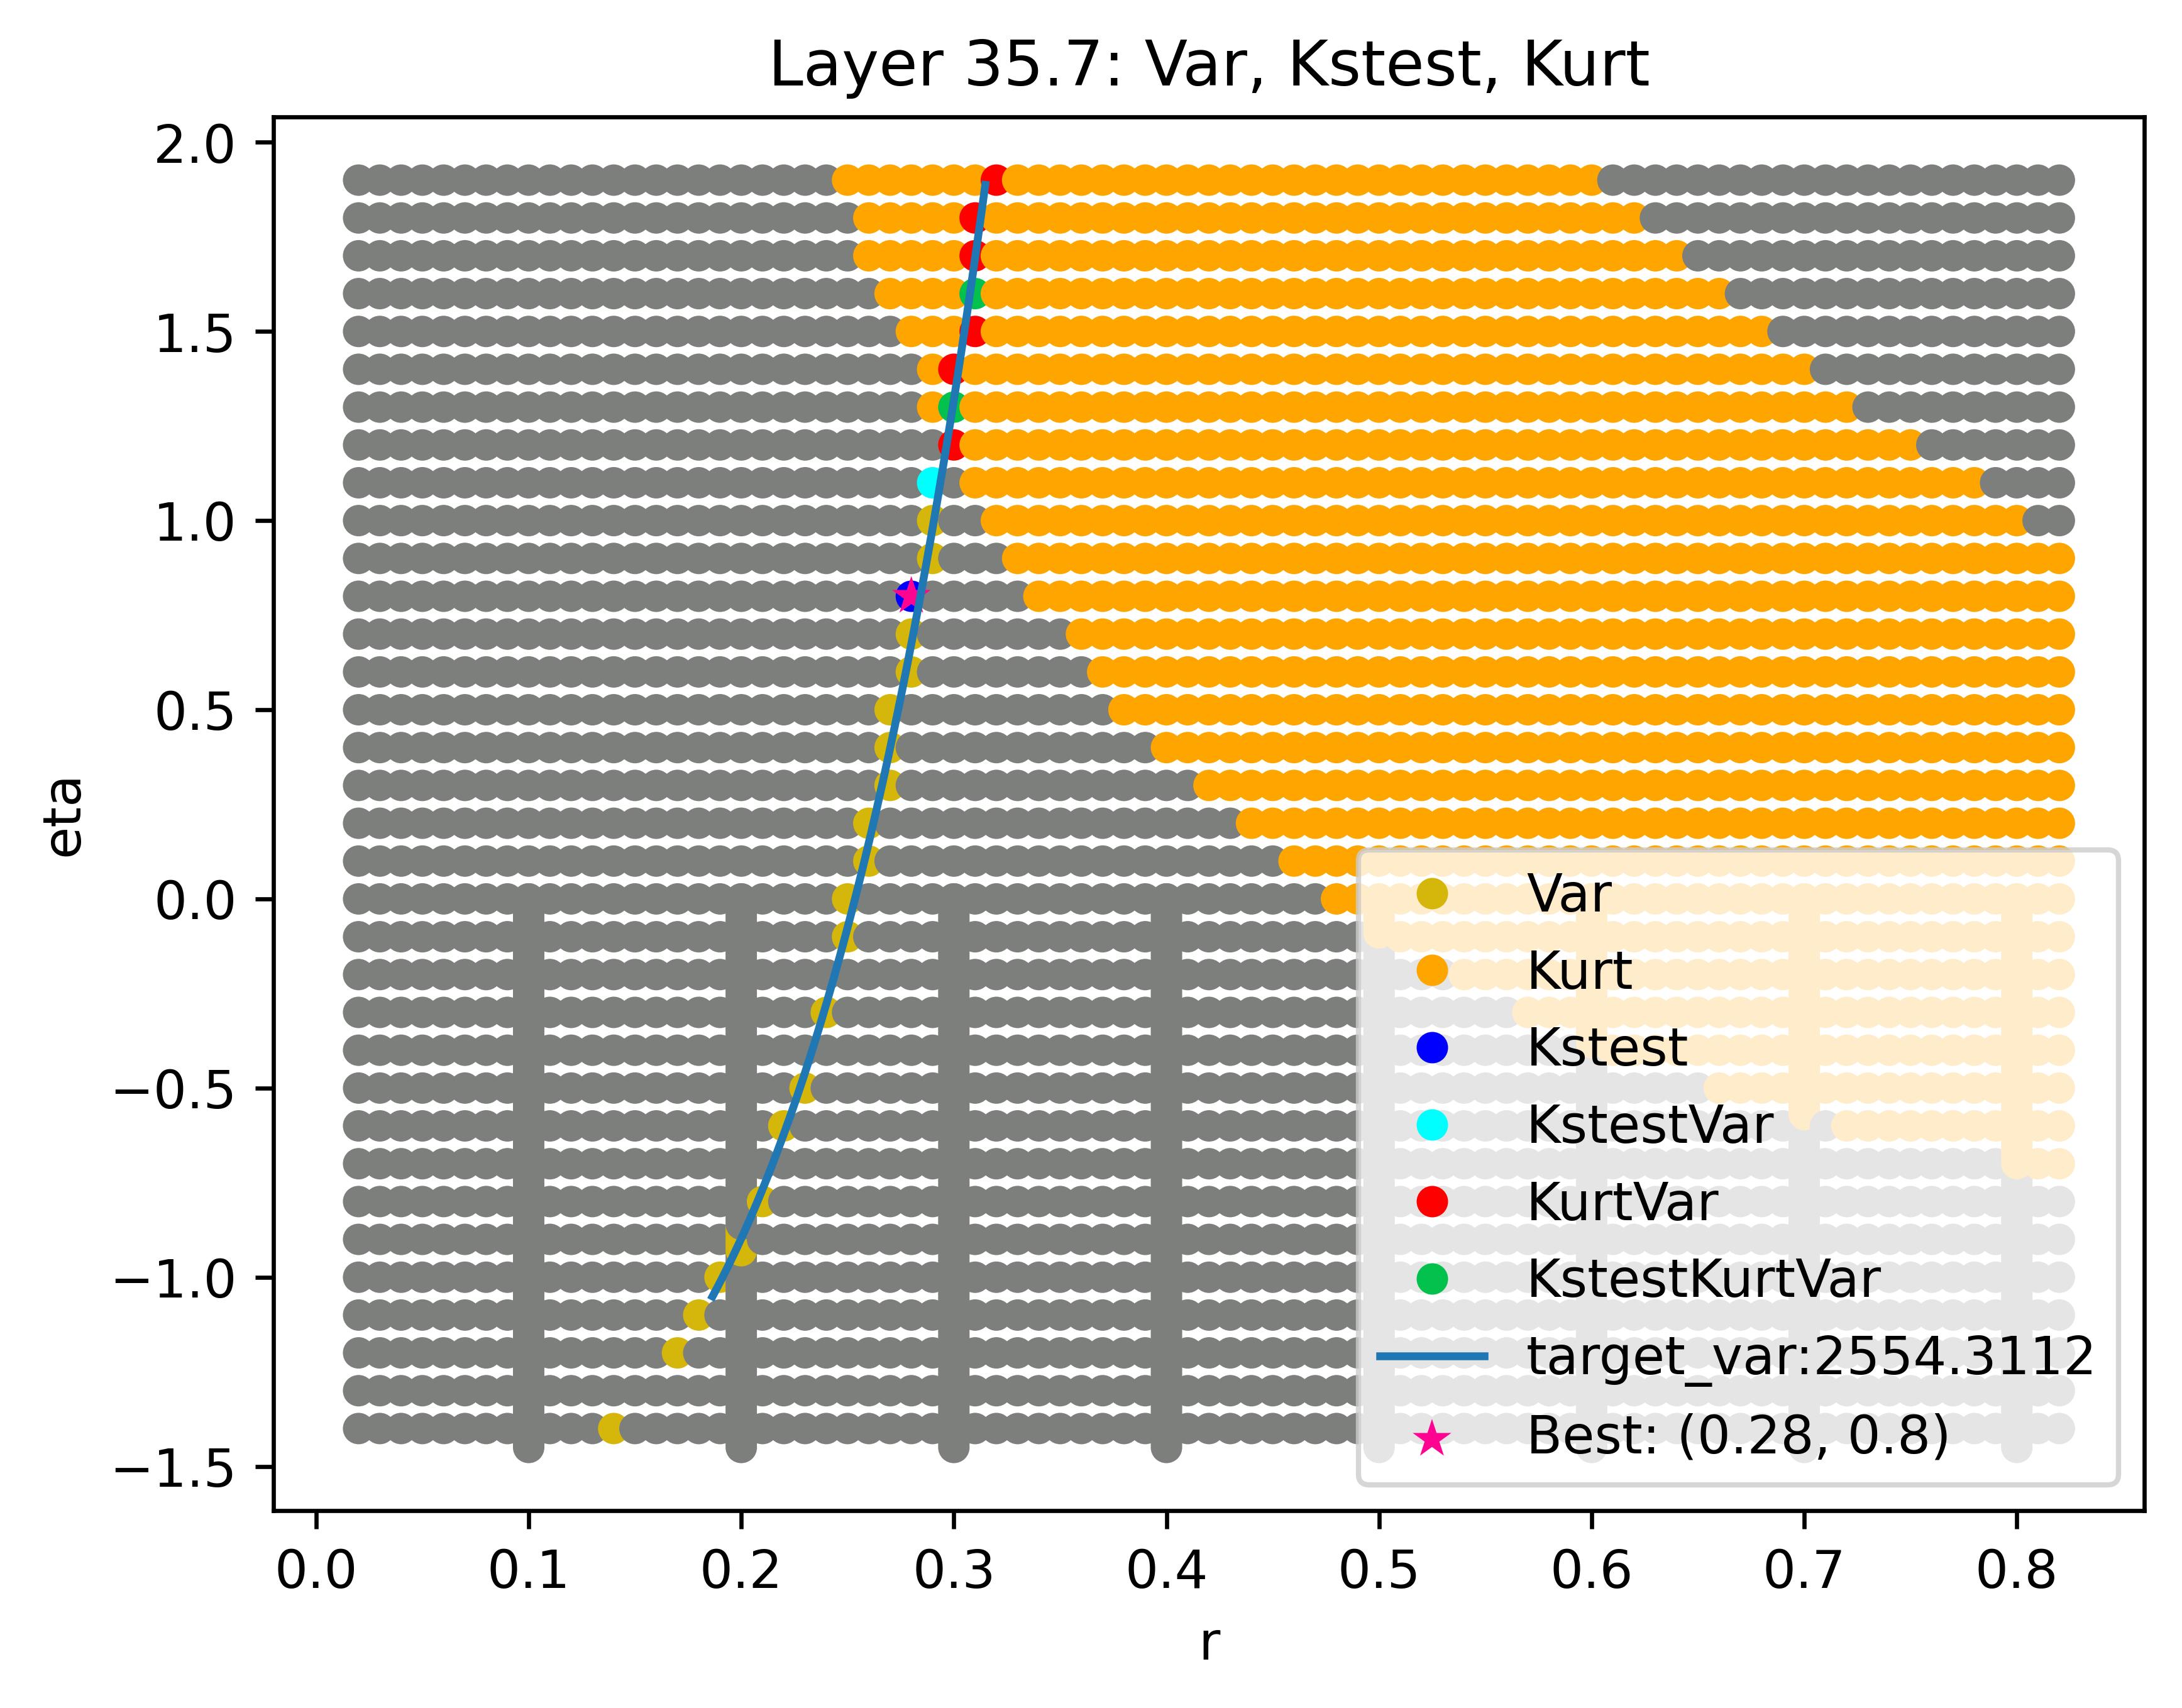 Layer 35.7: Var, Kstest, Kurt
2.0
1.5
1.0
0.5
0.0
−0.5
−1.0
−1.5
eta
Var
Kurt
Kstest
KstestVar
KurtVar
KstestKurtVar
target_var:2554.3112
Best: (0.28, 0.8)
0.0 0.1 0.2 0.3 0.4 0.5 0.6 0.7 0.8
r